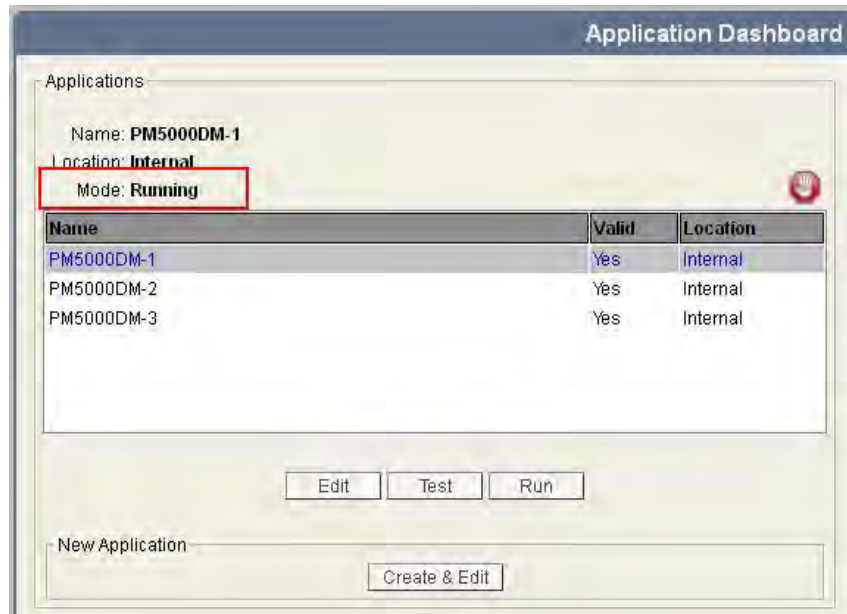 Application Dashboard
Applications
Name: PM5000DM-1
Location: Internal
Mode: Running
Name Valid Location
PM5000DM-1 Yes Internal
PM5000DM-2 Yes Internal
PM5000DM-3 Yes Internal
Edit Test Run
New Application
Create & Edit